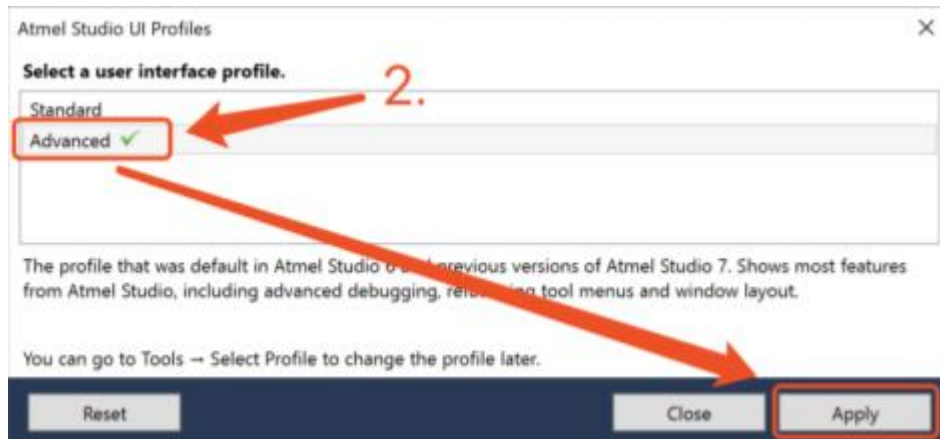 Atmel Studio UI Profiles
Select a user interface profile.
2.
Standard
Advanced
The profile that was default in Atmel Studio 6 and previous versions of Atmel Studio 7. Shows most features
from Atmel Studio, including advanced debugging, tool menus and window layout.
You can go to Tools → Select Profile to change the profile later.
Reset
Close
Apply